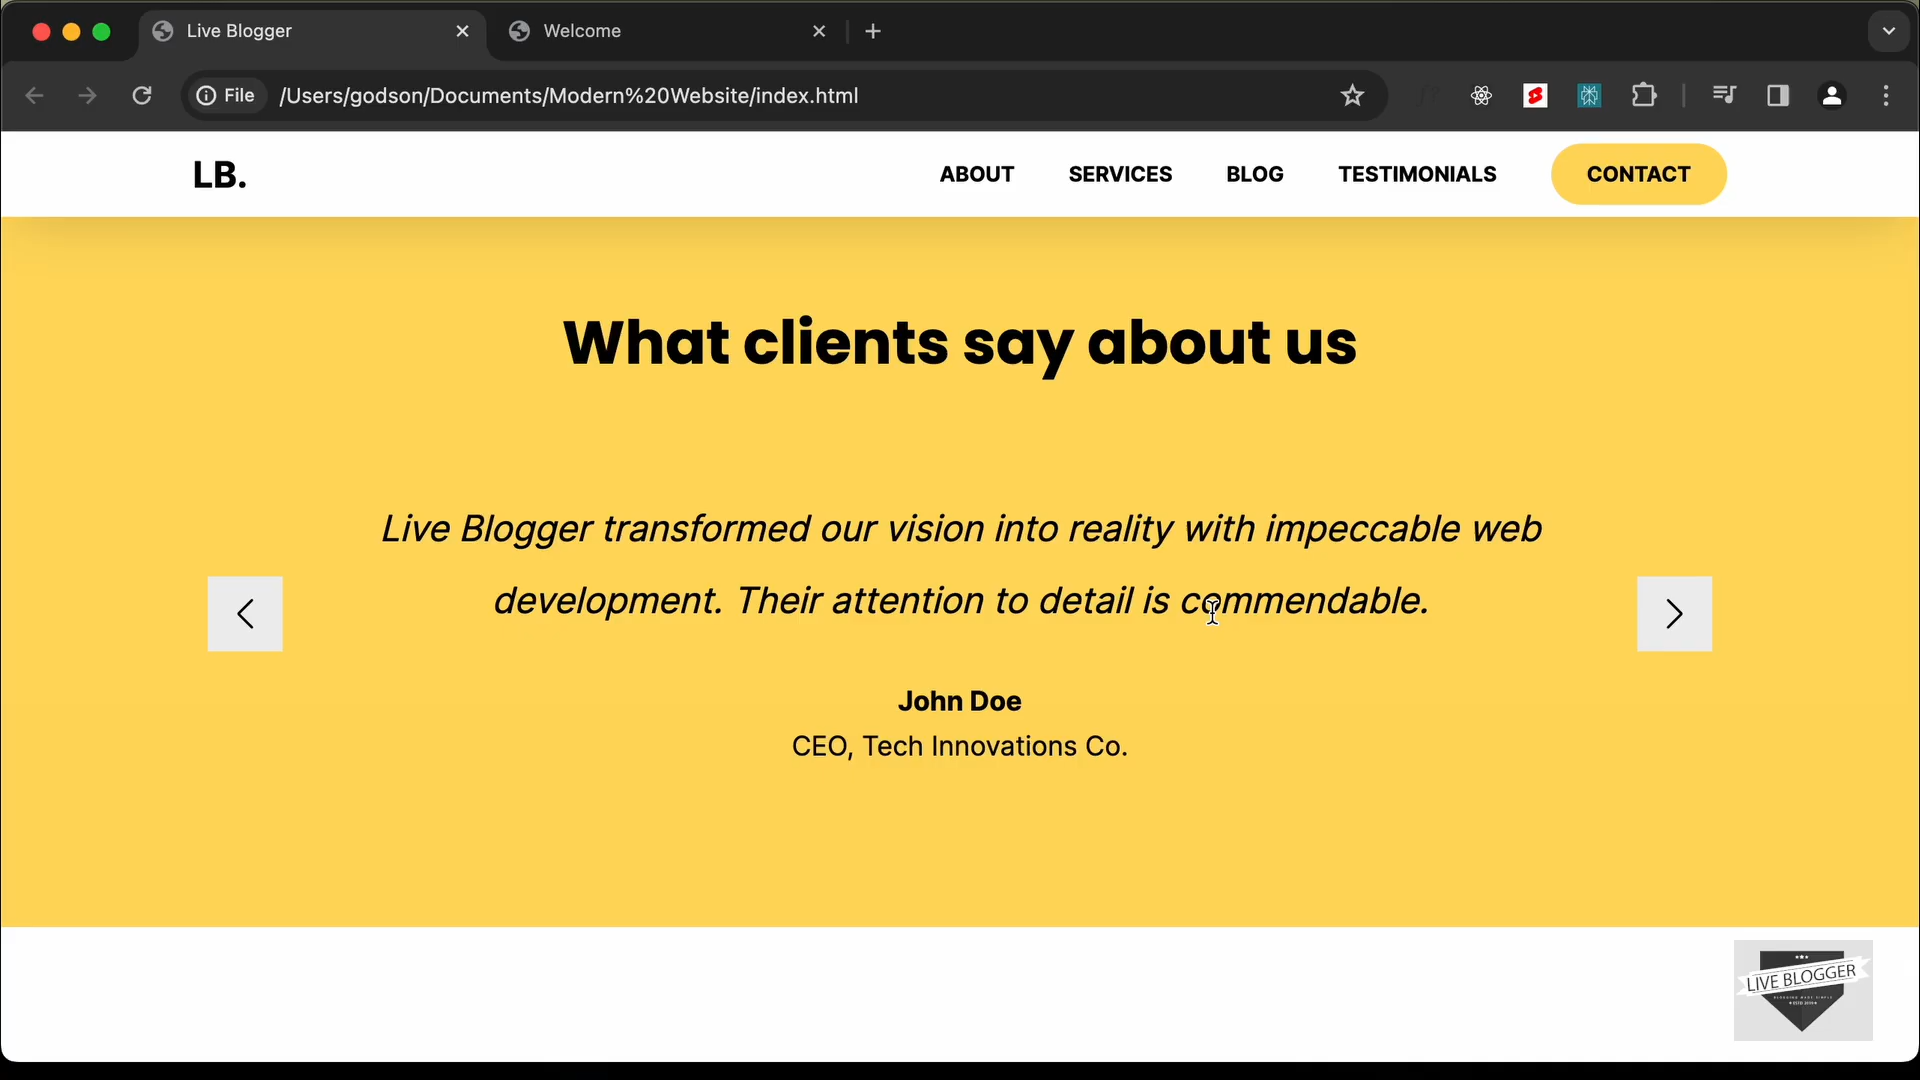 Live Blogger
Welcome
File
/Users/godson/Documents/Modern%20Website/index.html
LB.
ABOUT
SERVICES
BLOG
TESTIMONIALS
CONTACT
What clients say about us
Live Blogger transformed our vision into reality with impeccable web
development. Their attention to detail is commendable.
John Doe
CEO, Tech Innovations Co.
LIVE BLOGGER